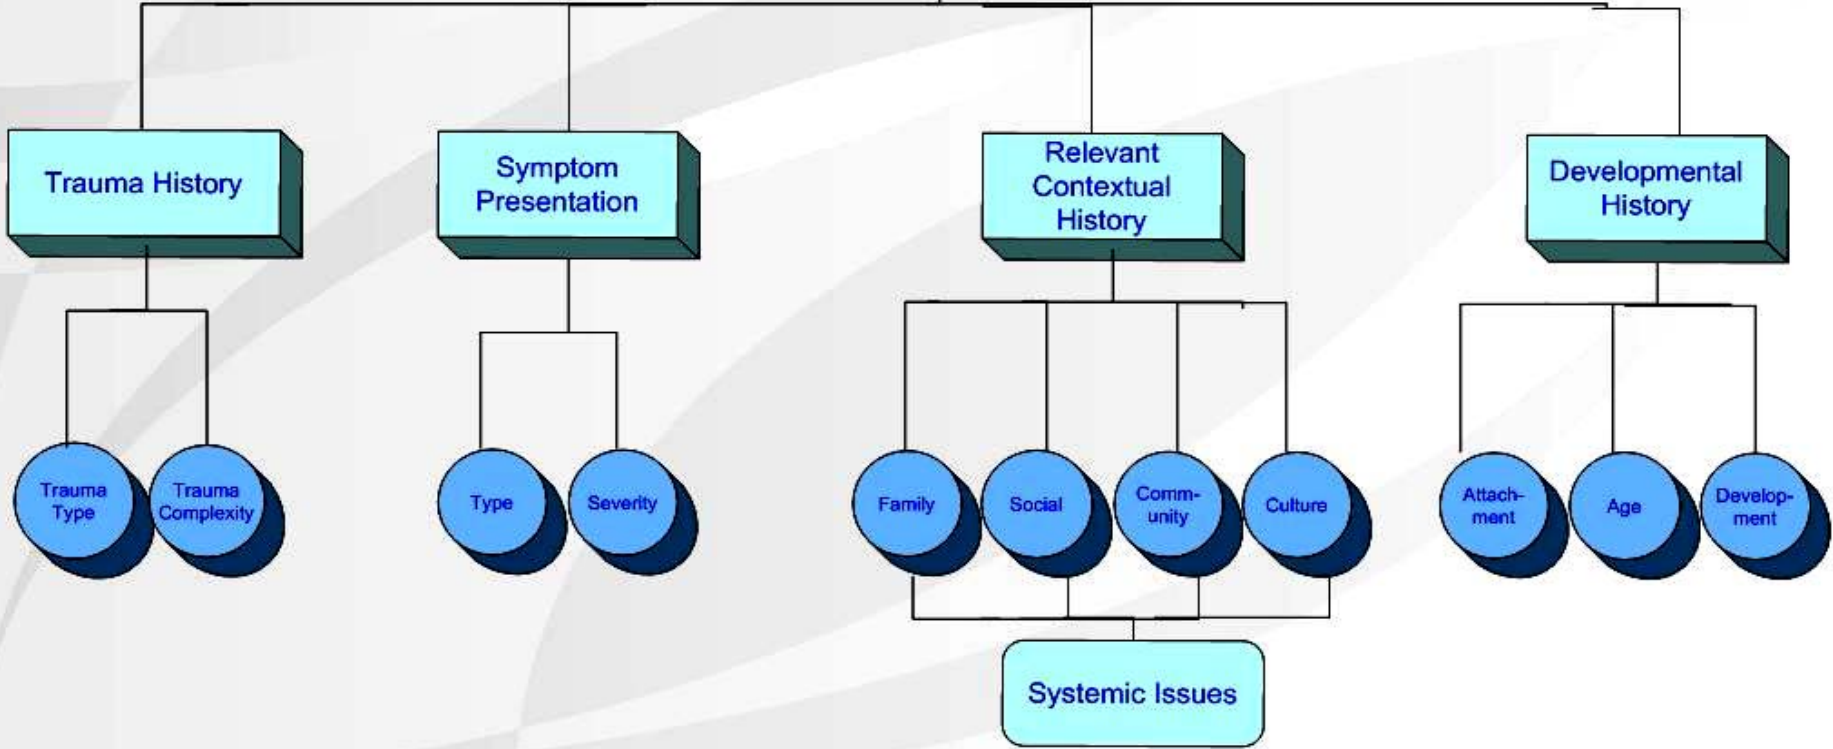 Trauma History
Symptom
Presentation
Relevant
Contextual
History
Developmental
History
Trauma
Type
Trauma
Complexity
Type
Severity
Family
Social
Comm-
unity
Culture
Attach-
ment
Age
Develop-
ment
Systemic Issues